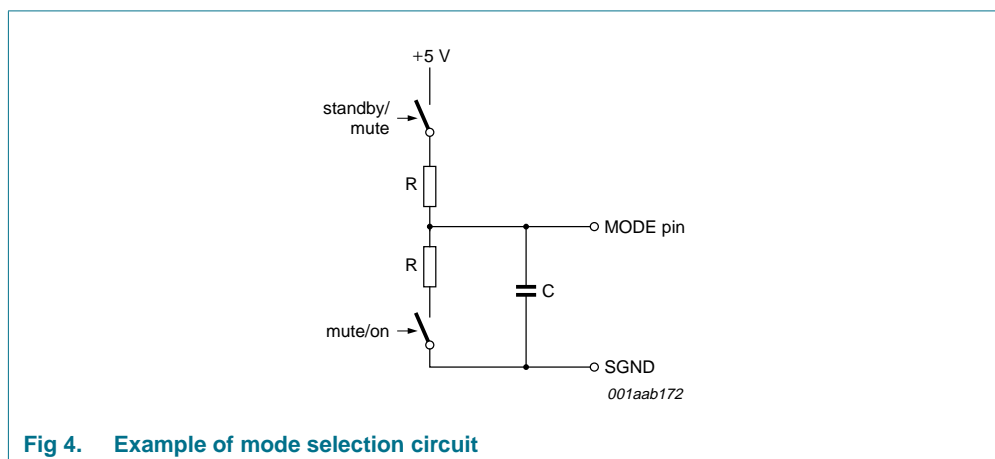 +5 V
standby/
mute
R
MODE pin
R
C
mute/on
SGND
001aab172
Fig 4. Example of mode selection circuit